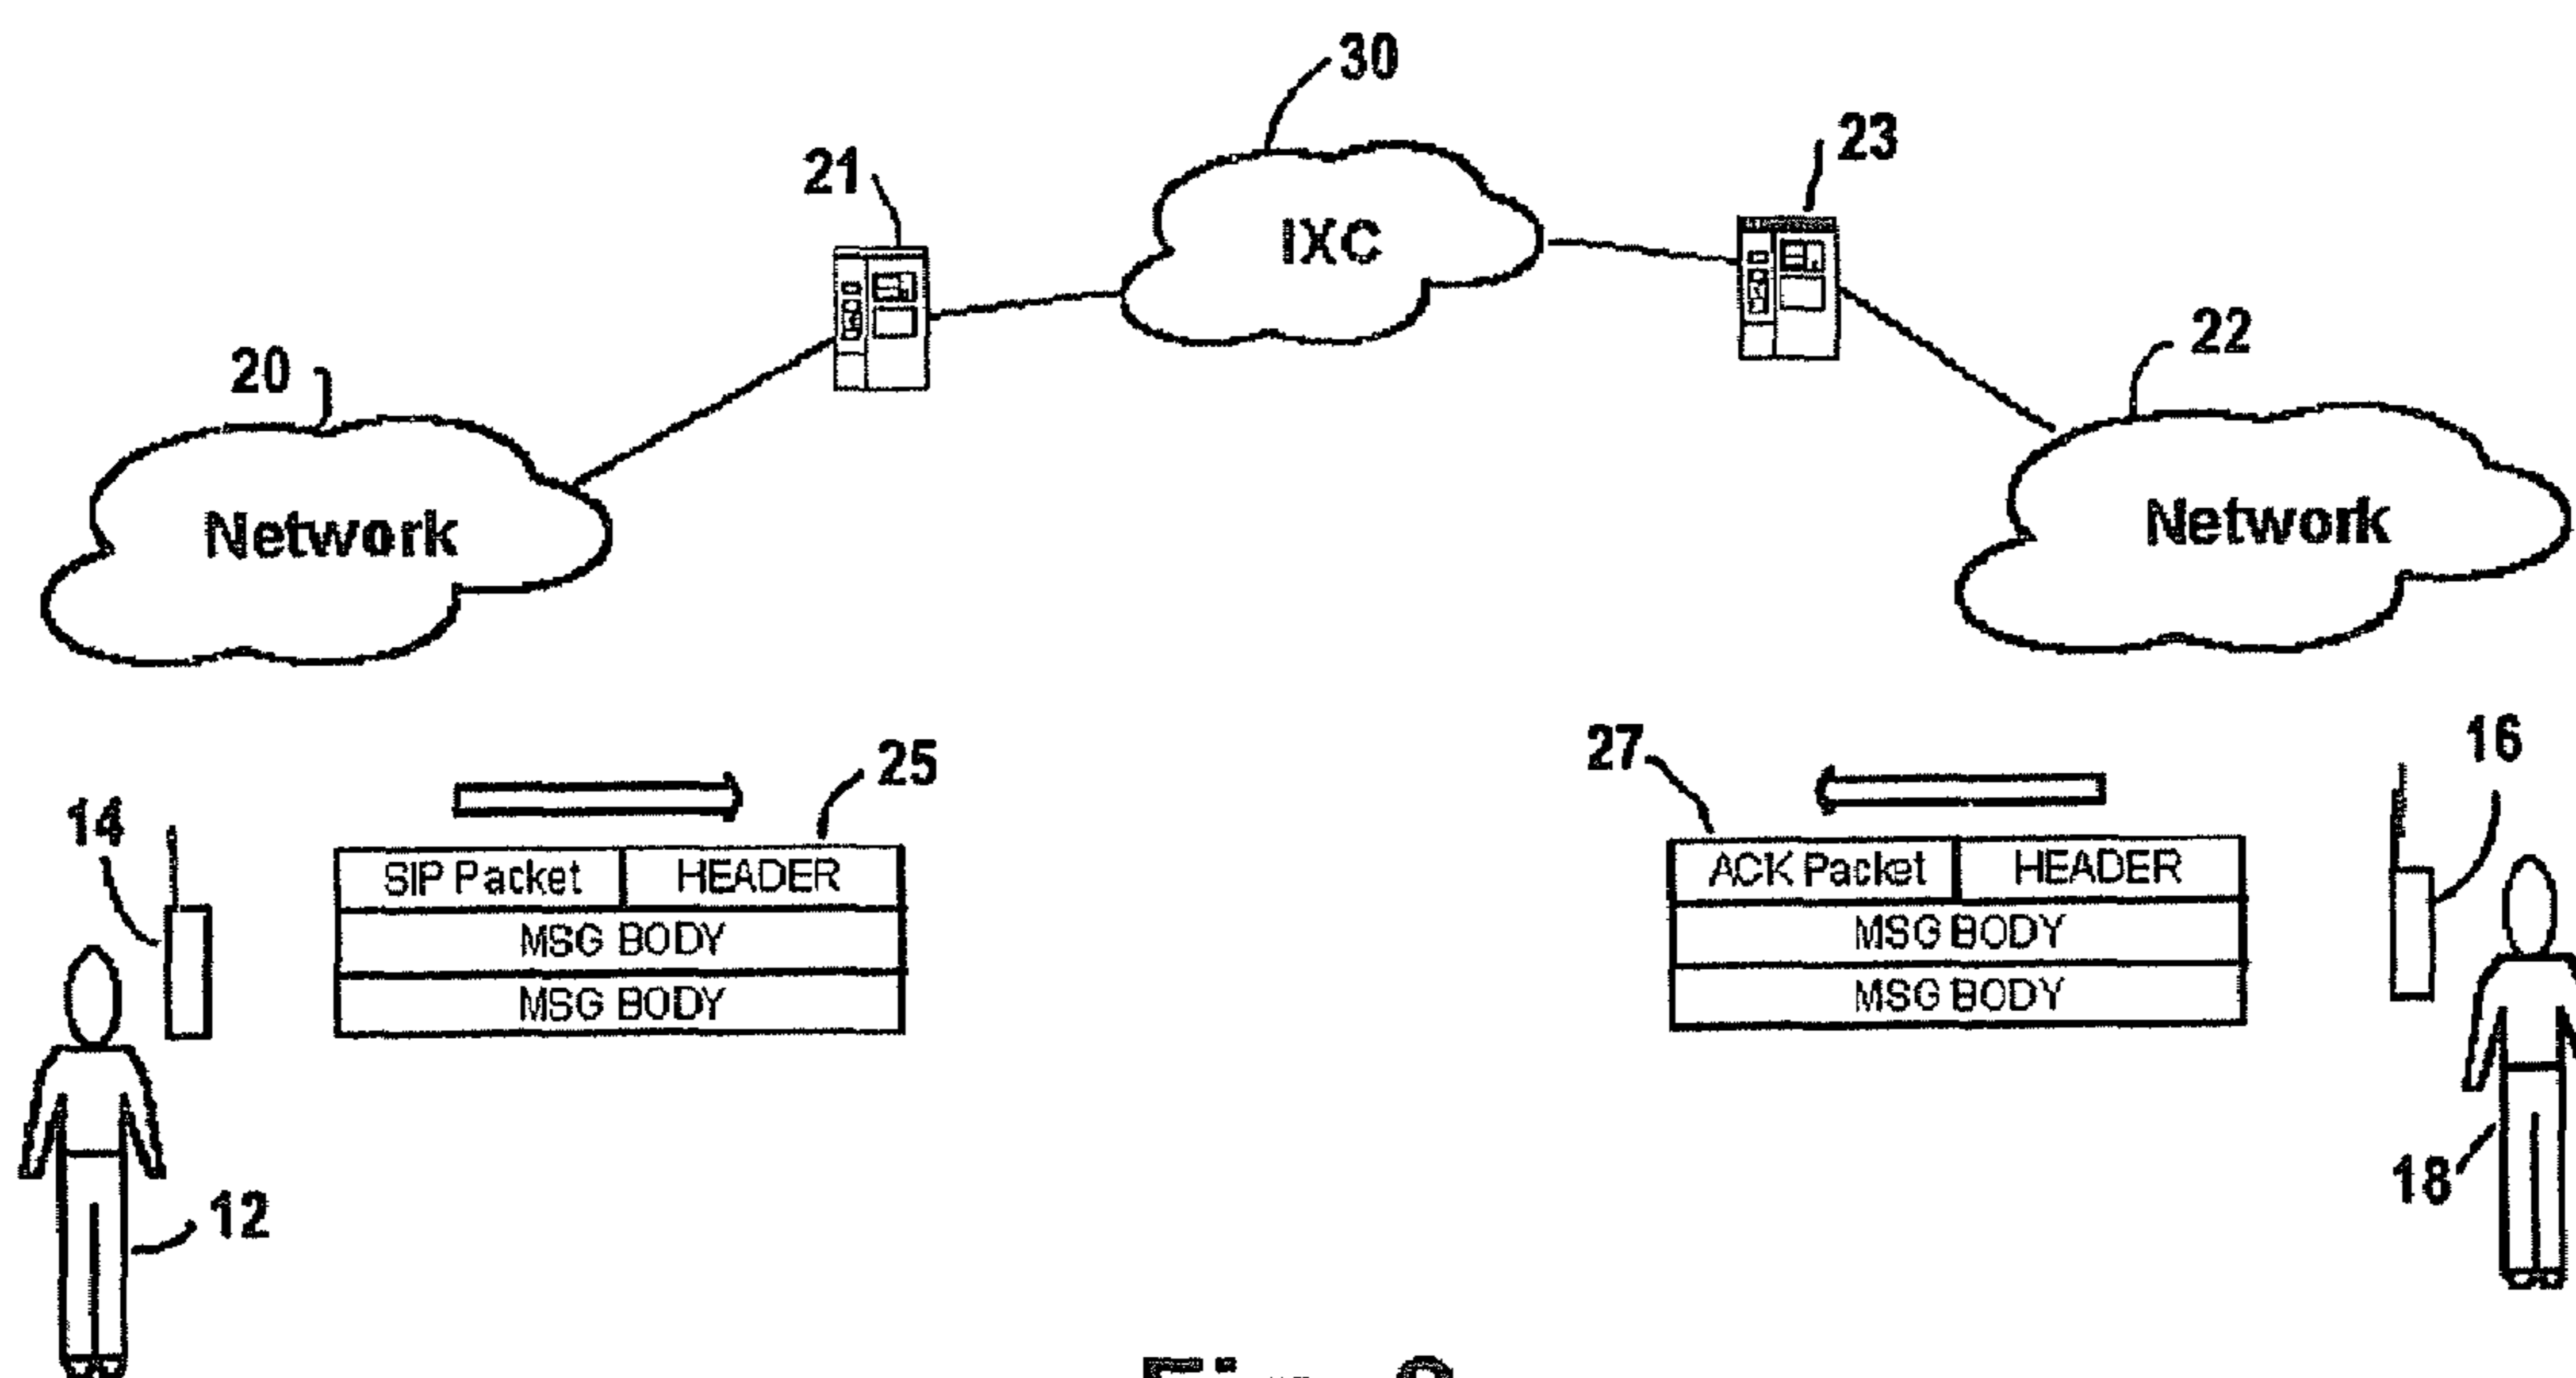 30
23
21
IXC
22
20
Network
Network
16
27
25
14
SIP Packet HEADER
MSG BODY
MSG BODY
ACK Packet HEADER
MSG BODY
MSG BODY
18
12